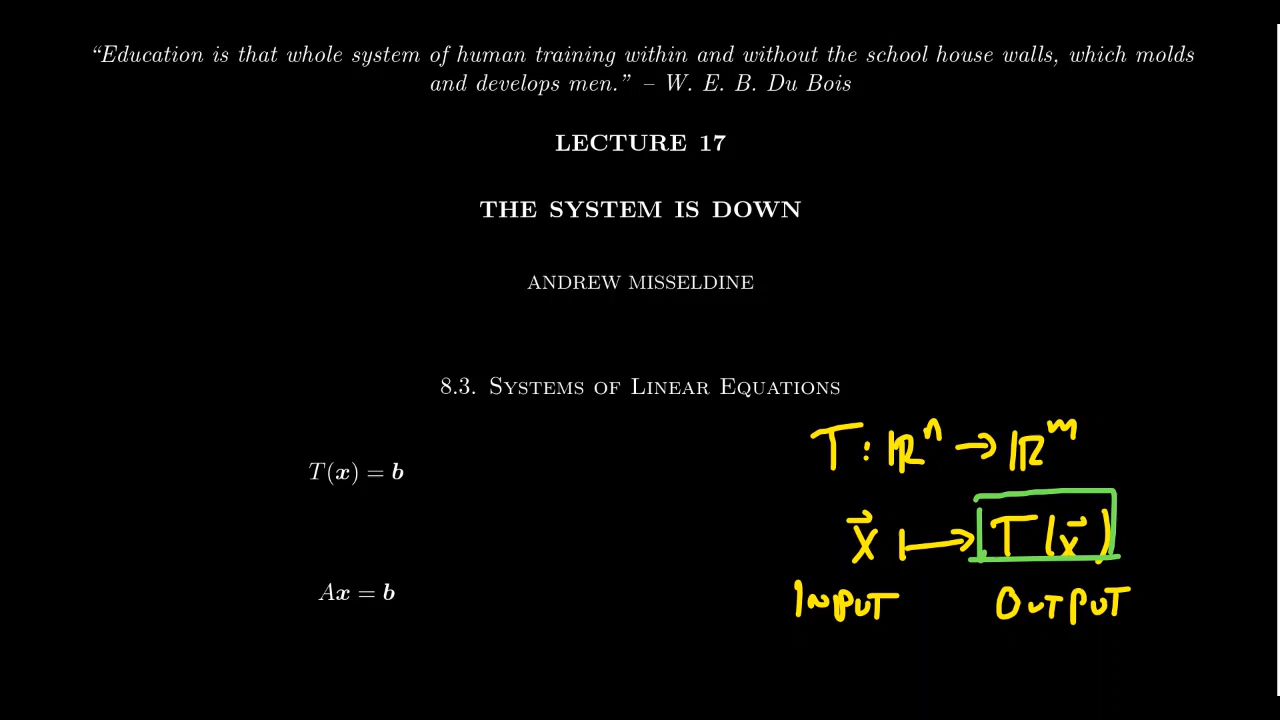 “Education is that whole system of human training within and without the school house walls, which molds
and develops men.” – W. E. B. Du Bois
LECTURE 17
THE SYSTEM IS DOWN
ANDREW MISSELDINE
8.3. Systems of Linear Equations
T : ℝⁿ → ℝᵐ
T(x) = b
x⃗ ↦ T(x⃗)
Ax = b
INPUT OUTPUT